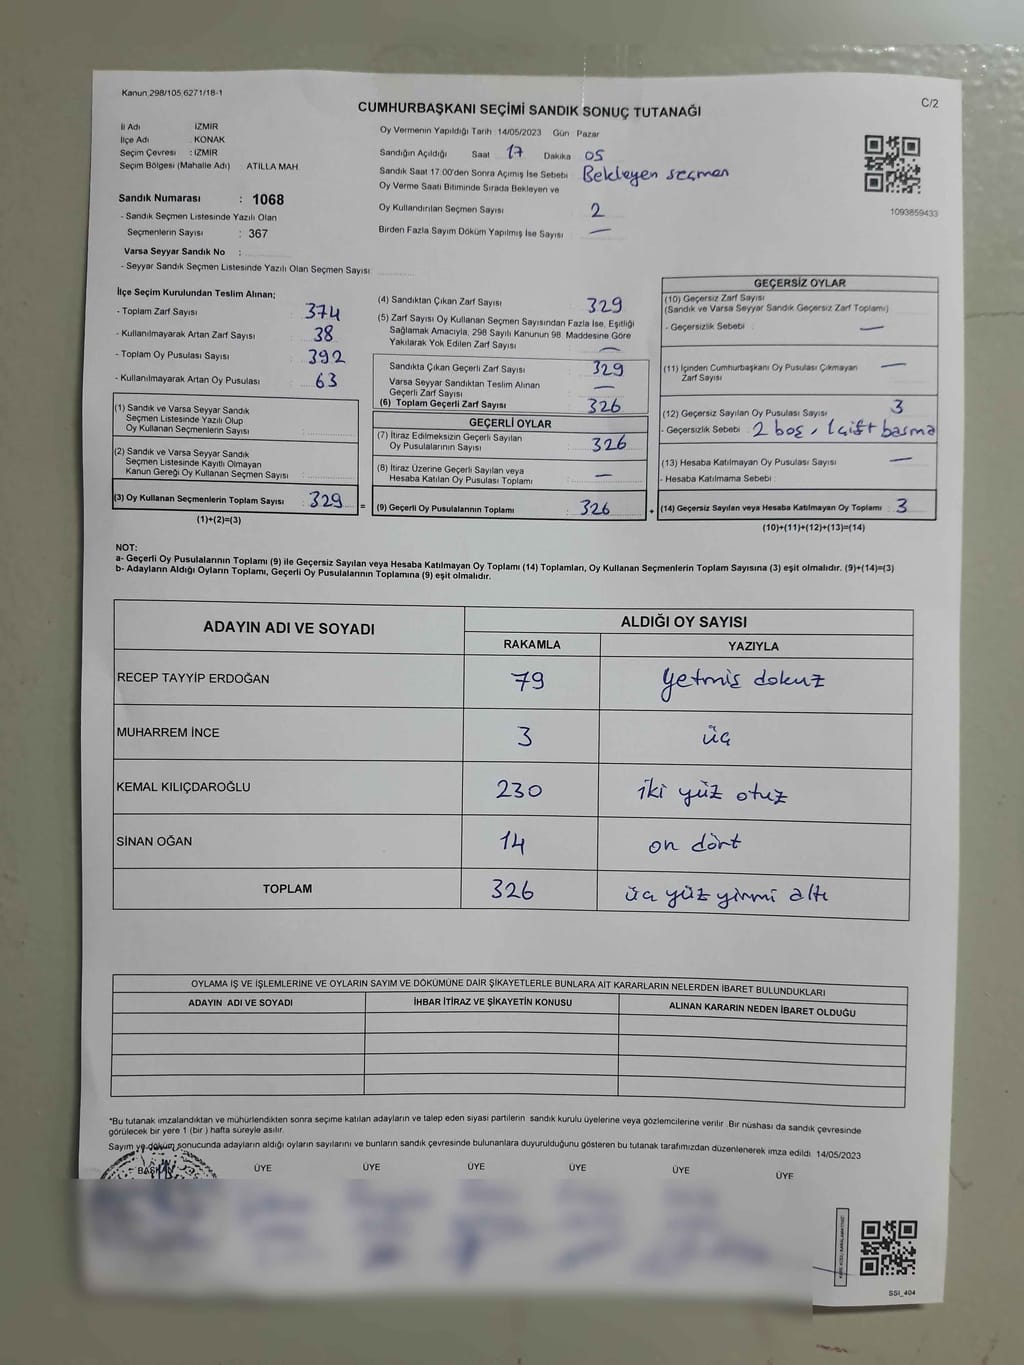 Kanun 298/105,6271/18-1
C/2
CUMHURBAŞKANI SEÇİMİ SANDIK SONUÇ TUTANAĞI
İl Adı İZMİR
İlçe Adı KONAK
Seçim Çevresi : İZMİR
Seçim Bölgesi (Mahalle Adı) ATİLLA MAH
Sandık Numarası : 1068
- Sandık Seçmen Listesinde Yazılı Olan
Seçmenlerin Sayısı : 367
Varsa Seyyar Sandık No :
- Seyyar Sandık Seçmen Listesinde Yazılı Olan Seçmen Sayısı
Oy Vermenin Yapıldığı Tarih 14/05/2023 Gün Pazar
Sandığın Açıldığı Saat 17 Dakika 05
Sandık Saat 17.00'den Sonra Açımış İse Sebebi Bekleyen seçmen
Oy Verme Saati Bitiminde Sırada Bekleyen ve
Oy Kullandırılan Seçmen Sayısı 2
Birden Fazla Sayım Döküm Yapılmış İse Sayısı —
1093859433
İlçe Seçim Kurulundan Teslim Alınan;
- Toplam Zarf Sayısı : 374
- Kullanılmayarak Artan Zarf Sayısı : 38
- Toplam Oy Pusulası Sayısı : 392
- Kullanılmayarak Artan Oy Pusulası : 63
(1) Sandık ve Varsa Seyyar Sandık
Seçmen Listesinde Yazılı Olup
Oy Kullanan Seçmenlerin Sayısı :
(2) Sandık ve Varsa Seyyar Sandık
Seçmen Listesinde Kayıtlı Olmayan
Kanun Gereği Oy Kullanan Seçmen Sayısı :
(3) Oy Kullanan Seçmenlerin Toplam Sayısı : 329 =
(1)+(2)=(3)
(4) Sandıktan Çıkan Zarf Sayısı : 329
(5) Zarf Sayısı Oy Kullanan Seçmen Sayısından Fazla İse, Eşitliği
Sağlamak Amacıyla, 298 Sayılı Kanunun 98. Maddesine Göre
Yakılarak Yok Edilen Zarf Sayısı : —
Sandıkta Çıkan Geçerli Zarf Sayısı : 329
Varsa Seyyar Sandıktan Teslim Alınan
Geçerli Zarf Sayısı : —
(6) Toplam Geçerli Zarf Sayısı : 326
GEÇERLİ OYLAR
(7) İtiraz Edilmeksizin Geçerli Sayılan
Oy Pusulalarının Sayısı : 326
(8) İtiraz Üzerine Geçerli Sayılan veya
Hesaba Katılan Oy Pusulası Toplamı : —
(9) Geçerli Oy Pusulalarının Toplamı : 326 +
GEÇERSİZ OYLAR
(10) Geçersiz Zarf Sayısı
(Sandık ve Varsa Seyyar Sandık Geçersiz Zarf Toplamı)
- Geçersizlik Sebebi : —
(11) İçinden Cumhurbaşkanı Oy Pusulası Çıkmayan —
Zarf Sayısı
(12) Geçersiz Sayılan Oy Pusulası Sayısı : 3
- Geçersizlik Sebebi : 2 boş, 1 çift basma
(13) Hesaba Katılmayan Oy Pusulası Sayısı : —
- Hesaba Katılmama Sebebi :
(14) Geçersiz Sayılan veya Hesaba Katılmayan Oy Toplamı : 3
(10)+(11)+(12)+(13)=(14)
NOT:
a- Geçerli Oy Pusulalarının Toplamı (9) ile Geçersiz Sayılan veya Hesaba Katılmayan Oy Toplamı (14) Toplamları, Oy Kullanan Seçmenlerin Toplam Sayısına (3) eşit olmalıdır. (9)+(14)=(3)
b- Adayların Aldığı Oyların Toplamı, Geçerli Oy Pusulalarının Toplamına (9) eşit olmalıdır.
ADAYIN ADI VE SOYADI ALDIĞI OY SAYISI
RAKAMLA YAZIYLA
RECEP TAYYİP ERDOĞAN 79 yetmiş dokuz
MUHARREM İNCE 3 üç
KEMAL KILIÇDAROĞLU 230 iki yüz otuz
SİNAN OĞAN 14 on dört
TOPLAM 326 üç yüz yirmi altı
OYLAMA İŞ VE İŞLEMLERİNE VE OYLARIN SAYIM VE DÖKÜMÜNE DAİR ŞİKAYETLERLE BUNLARA AİT KARARLARIN NELERDEN İBARET BULUNDUKLARI
ADAYIN ADI VE SOYADI İHBAR İTİRAZ VE ŞİKAYETİN KONUSU ALINAN KARARIN NEDEN İBARET OLDUĞU
*Bu tutanak imzalandıktan ve mühürlendikten sonra seçime katılan adayların ve talep eden siyasi partilerin sandık kurulu üyelerine veya gözlemcilerine verilir. Bir nüshası da sandık çevresinde
görülecek bir yere 1 (bir ) hafta süreyle asılır.
Sayım ve döküm sonucunda adayların aldığı oyların sayılarını ve bunların sandık çevresinde bulunanlara duyurulduğunu gösteren bu tutanak tarafımızdan düzenlenerek imza edildi. 14/05/2023
BAŞKAN ÜYE ÜYE ÜYE ÜYE ÜYE ÜYE
SSI_404